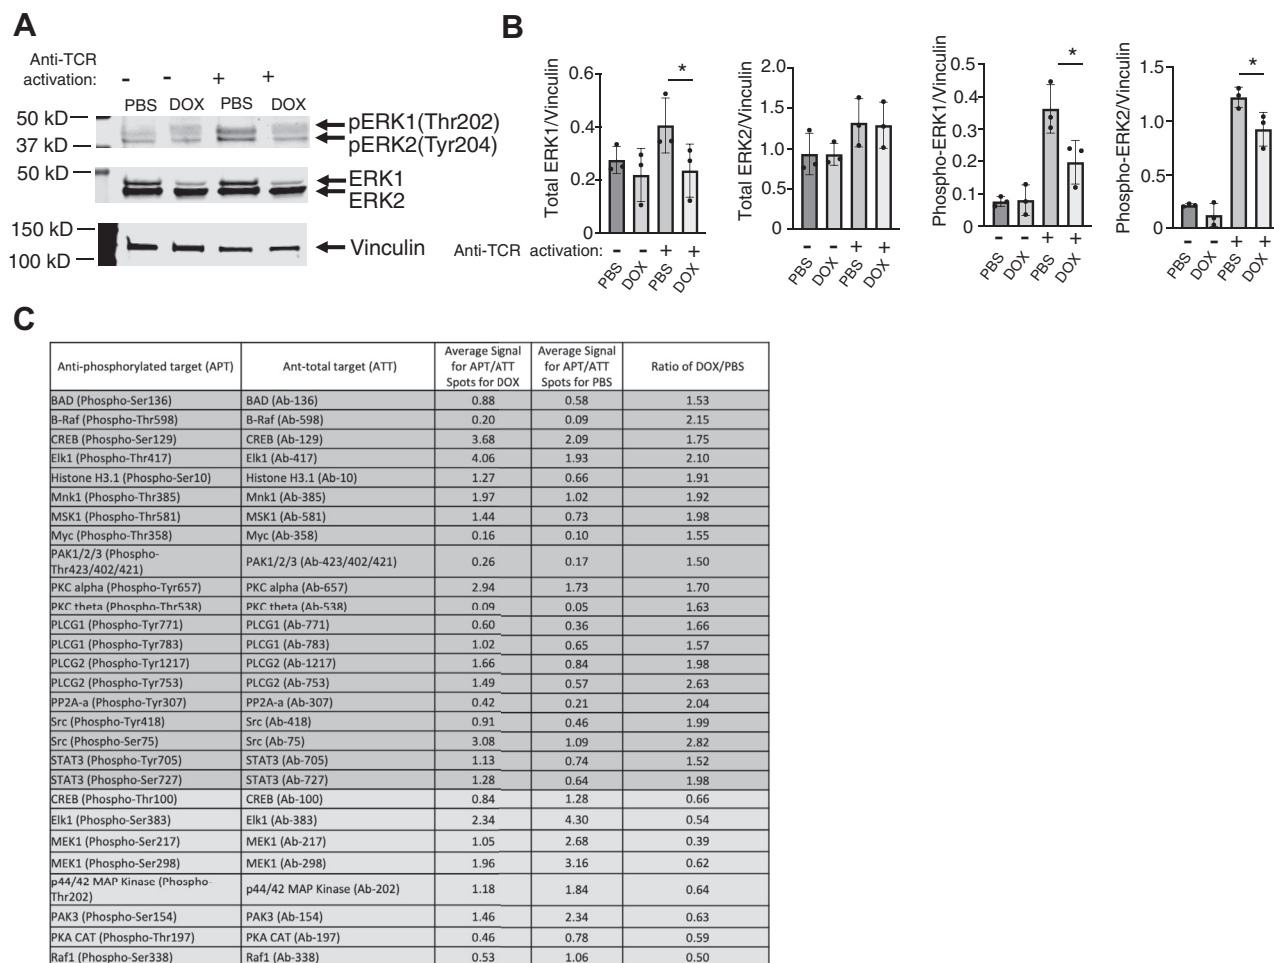 A
Anti-TCR
activation: - - + +
PBS DOX PBS DOX
50 kD
37 kD
pERK1(Thr202)
pERK2(Tyr204)
50 kD
ERK1
ERK2
150 kD
100 kD
Vinculin
B
Total ERK1/Vinculin
0.6
0.4
0.2
0
*
Total ERK2/Vinculin
2.0
1.5
1.0
0.5
0
Phospho-ERK1/Vinculin
0.5
0.4
0.3
0.2
0.1
0
*
Phospho-ERK2/Vinculin
1.5
1.0
0.5
0
*
Anti-TCR activation: - - + + - - + + - - + + - - + +
PBS DOX PBS DOX PBS DOX PBS DOX PBS DOX PBS DOX PBS DOX PBS DOX
C
Anti-phosphorylated target (APT) Ant-total target (ATT) Average Signal for APT/ATT Spots for DOX Average Signal for APT/ATT Spots for PBS Ratio of DOX/PBS
BAD (Phospho-Ser136) BAD (Ab-136) 0.88 0.58 1.53
B-Raf (Phospho-Thr598) B-Raf (Ab-598) 0.20 0.09 2.15
CREB (Phospho-Ser129) CREB (Ab-129) 3.68 2.09 1.75
Elk1 (Phospho-Thr417) Elk1 (Ab-417) 4.06 1.93 2.10
Histone H3.1 (Phospho-Ser10) Histone H3.1 (Ab-10) 1.27 0.66 1.91
Mnk1 (Phospho-Thr385) Mnk1 (Ab-385) 1.97 1.02 1.92
MSK1 (Phospho-Thr581) MSK1 (Ab-581) 1.44 0.73 1.98
Myc (Phospho-Thr358) Myc (Ab-358) 0.16 0.10 1.55
PAK1/2/3 (Phospho-
Thr423/402/421) PAK1/2/3 (Ab-423/402/421) 0.26 0.17 1.50
PKC alpha (Phospho-Tyr657) PKC alpha (Ab-657) 2.94 1.73 1.70
PKC theta (Phospho-Thr538) PKC theta (Ab-538) 0.09 0.05 1.63
PLCG1 (Phospho-Tyr771) PLCG1 (Ab-771) 0.60 0.36 1.66
PLCG1 (Phospho-Tyr783) PLCG1 (Ab-783) 1.02 0.65 1.57
PLCG2 (Phospho-Tyr1217) PLCG2 (Ab-1217) 1.66 0.84 1.98
PLCG2 (Phospho-Tyr753) PLCG2 (Ab-753) 1.49 0.57 2.63
PP2A-a (Phospho-Tyr307) PP2A-a (Ab-307) 0.42 0.21 2.04
Src (Phospho-Tyr418) Src (Ab-418) 0.91 0.46 1.99
Src (Phospho-Ser75) Src (Ab-75) 3.08 1.09 2.82
STAT3 (Phospho-Tyr705) STAT3 (Ab-705) 1.13 0.74 1.52
STAT3 (Phospho-Ser727) STAT3 (Ab-727) 1.28 0.64 1.98
CREB (Phospho-Thr100) CREB (Ab-100) 0.84 1.28 0.66
Elk1 (Phospho-Ser383) Elk1 (Ab-383) 2.34 4.30 0.54
MEK1 (Phospho-Ser217) MEK1 (Ab-217) 1.05 2.68 0.39
MEK1 (Phospho-Ser298) MEK1 (Ab-298) 1.96 3.16 0.62
p44/42 MAP Kinase (Phospho-
Thr202) p44/42 MAP Kinase (Ab-202) 1.18 1.84 0.64
PAK3 (Phospho-Ser154) PAK3 (Ab-154) 1.46 2.34 0.63
PKA CAT (Phospho-Thr197) PKA CAT (Ab-197) 0.46 0.78 0.59
Raf1 (Phospho-Ser338) Raf1 (Ab-338) 0.53 1.06 0.50